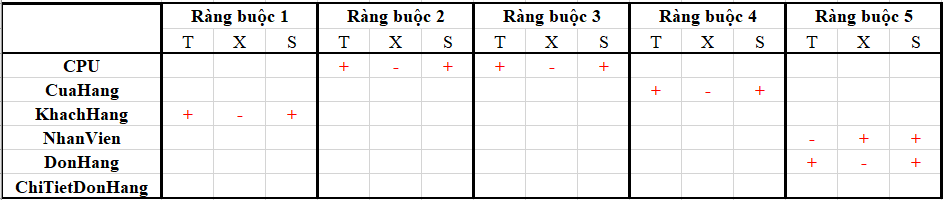 Ràng buộc 1 Ràng buộc 2 Ràng buộc 3 Ràng buộc 4 Ràng buộc 5
T X S T X S T X S T X S T X S
CPU + - + + - +
CuaHang + - +
KhachHang + - +
NhanVien - + +
DonHang + - +
ChiTietDonHang